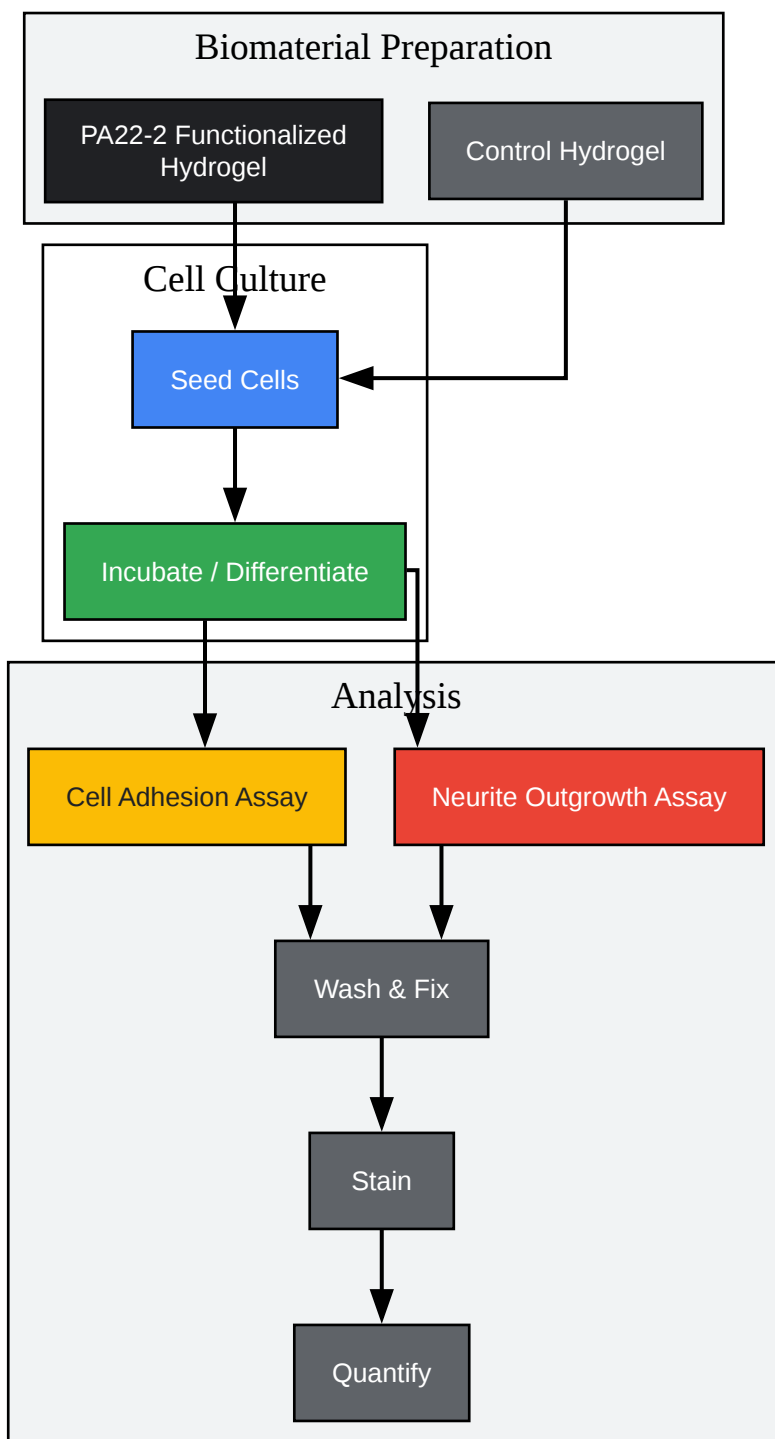 Biomaterial Preparation
PA22-2 Functionalized
Hydrogel
Control Hydrogel
Cell Culture
Seed Cells
Incubate / Differentiate
Analysis
Cell Adhesion Assay
Neurite Outgrowth Assay
Wash & Fix
Stain
Quantify